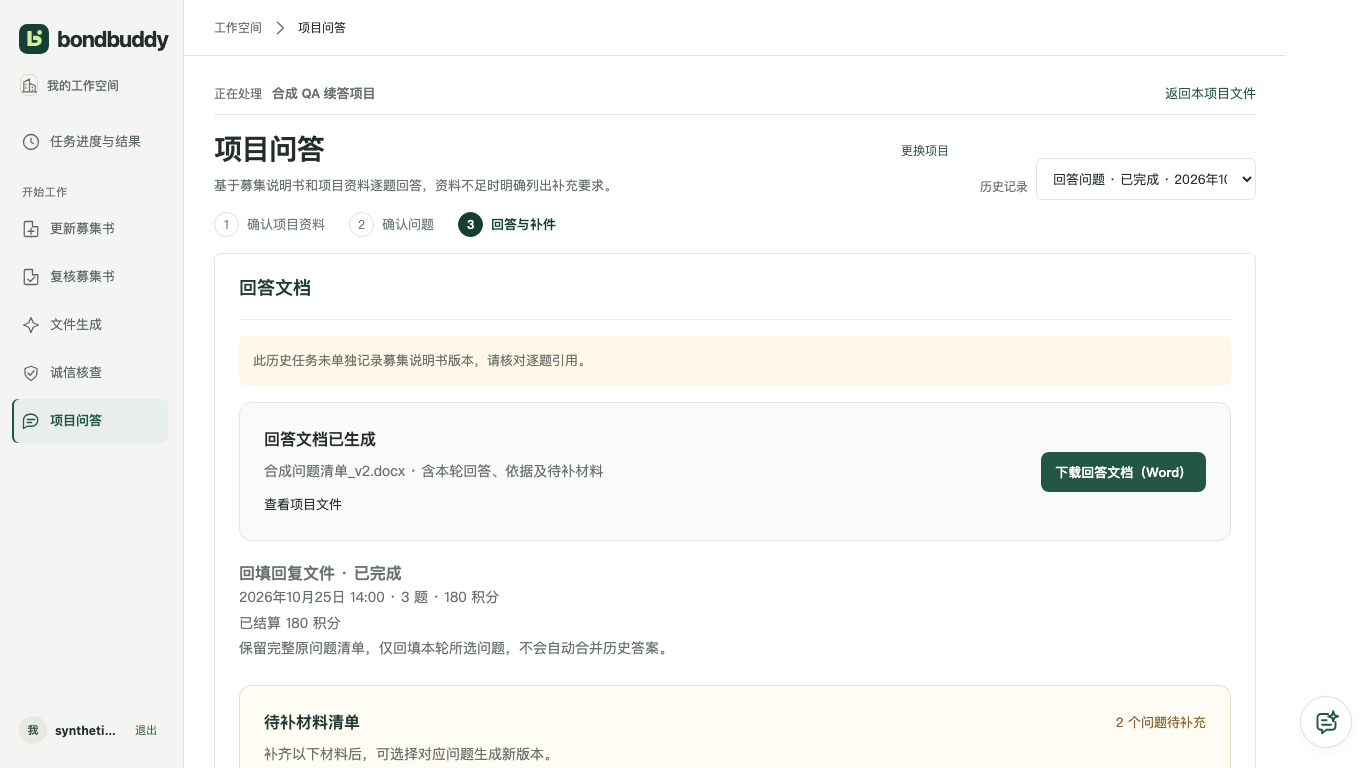 bondbuddy
我的工作空间
任务进度与结果
开始工作
更新募集书
复核募集书
文件生成
诚信核查
项目问答
我 syntheti... 退出
工作空间 项目问答
正在处理 合成 QA 续答项目 返回本项目文件
项目问答
更换项目
基于募集说明书和项目资料逐题回答，资料不足时明确列出补充要求。
历史记录 回答问题 · 已完成 · 2026年10
1 确认项目资料 2 确认问题 3 回答与补件
回答文档
此历史任务未单独记录募集说明书版本，请核对逐题引用。
回答文档已生成
合成问题清单_v2.docx · 含本轮回答、依据及待补材料
查看项目文件
下载回答文档（Word）
回填回复文件 · 已完成
2026年10月25日 14:00 · 3 题 · 180 积分
已结算 180 积分
保留完整原问题清单，仅回填本轮所选问题，不会自动合并历史答案。
待补材料清单 2 个问题待补充
补齐以下材料后，可选择对应问题生成新版本。